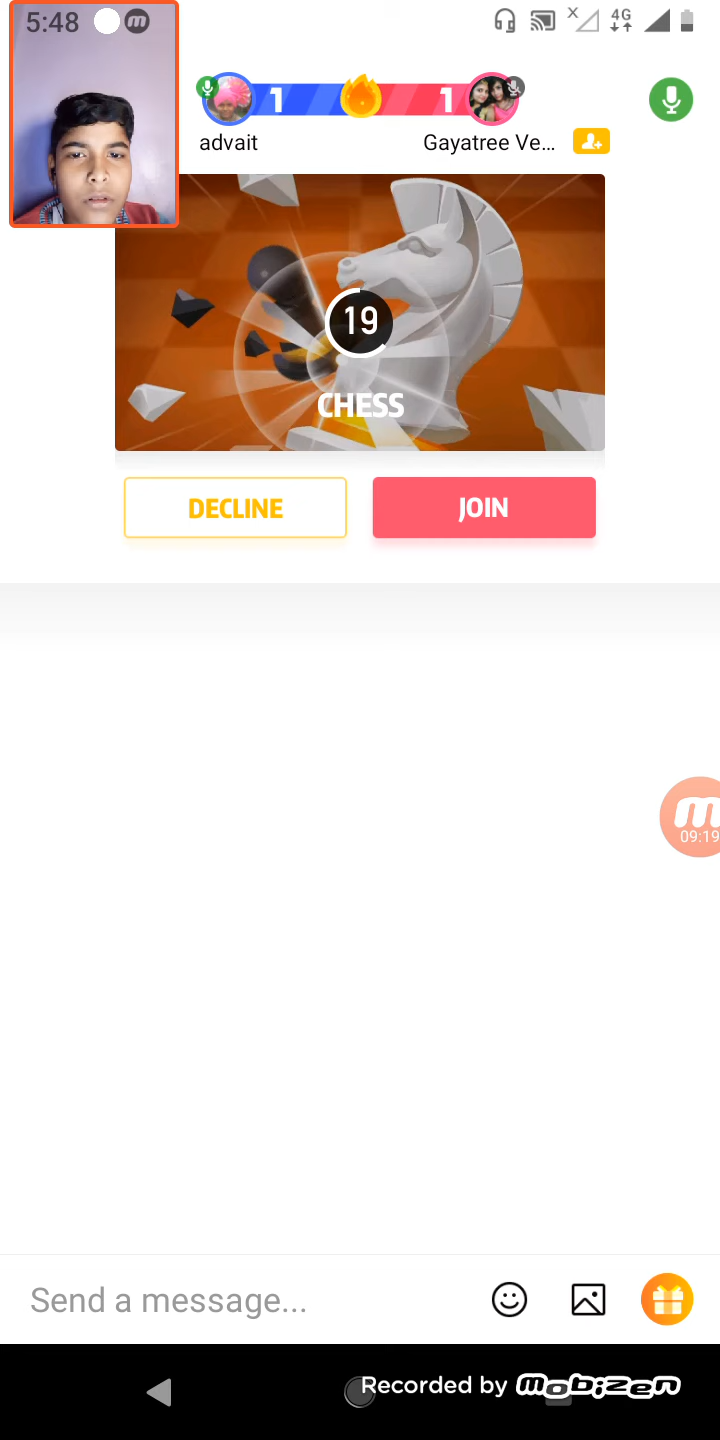 5:48 m
4G
1 1
advait Gayatree Ve...
19
CHESS
DECLINE JOIN
m
09:19
Send a message...
Recorded by mobizen